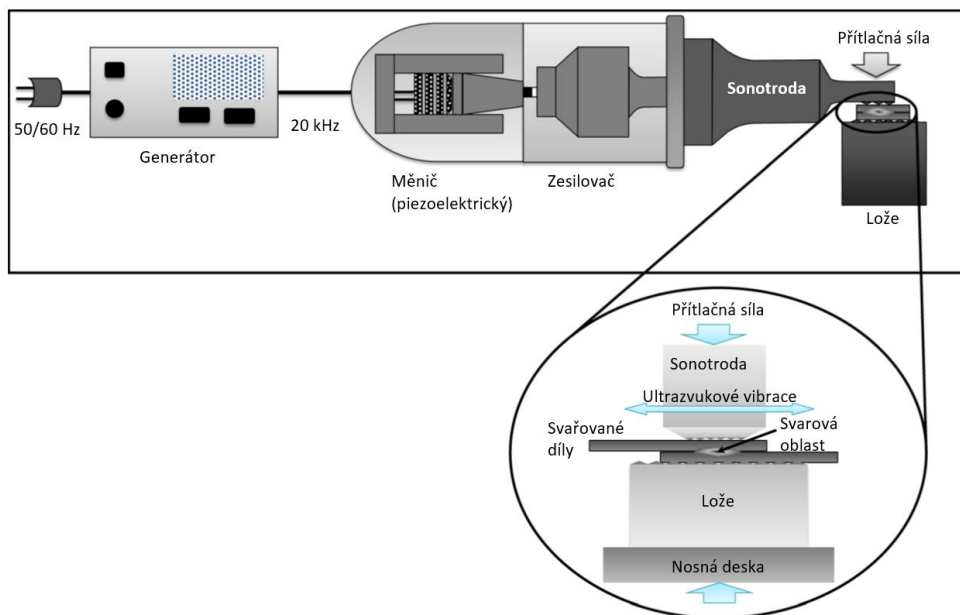 Přítlačná síla
Sonotroda
50/60 Hz
20 kHz
Generátor
Měnič
(piezoelektrický)
Zesilovač
Lože
Přítlačná síla
Sonotroda
Ultrazvukové vibrace
Svařované
díly
Svarová
oblast
Lože
Nosná deska